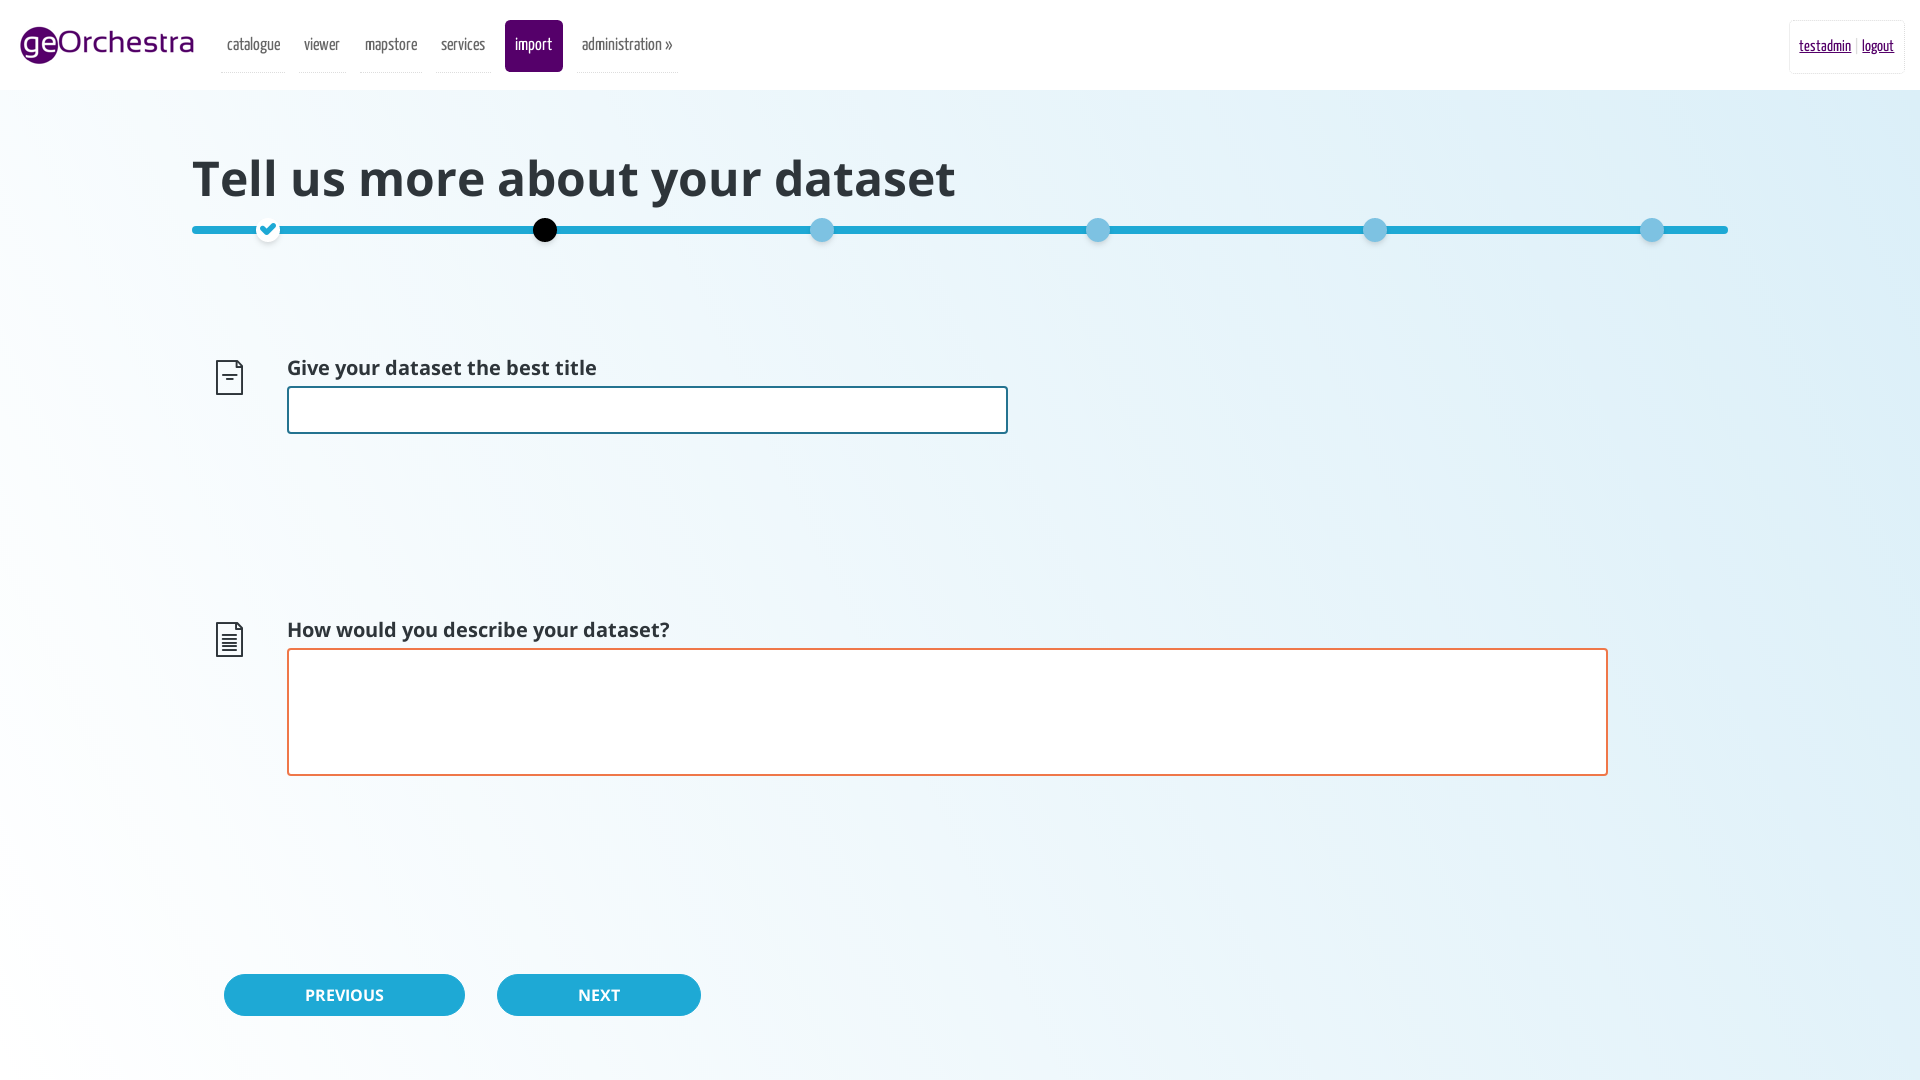 geOrchestra
catalogue viewer mapstore services import administration » testadmin logout
Tell us more about your dataset
Give your dataset the best title
How would you describe your dataset?
PREVIOUS NEXT